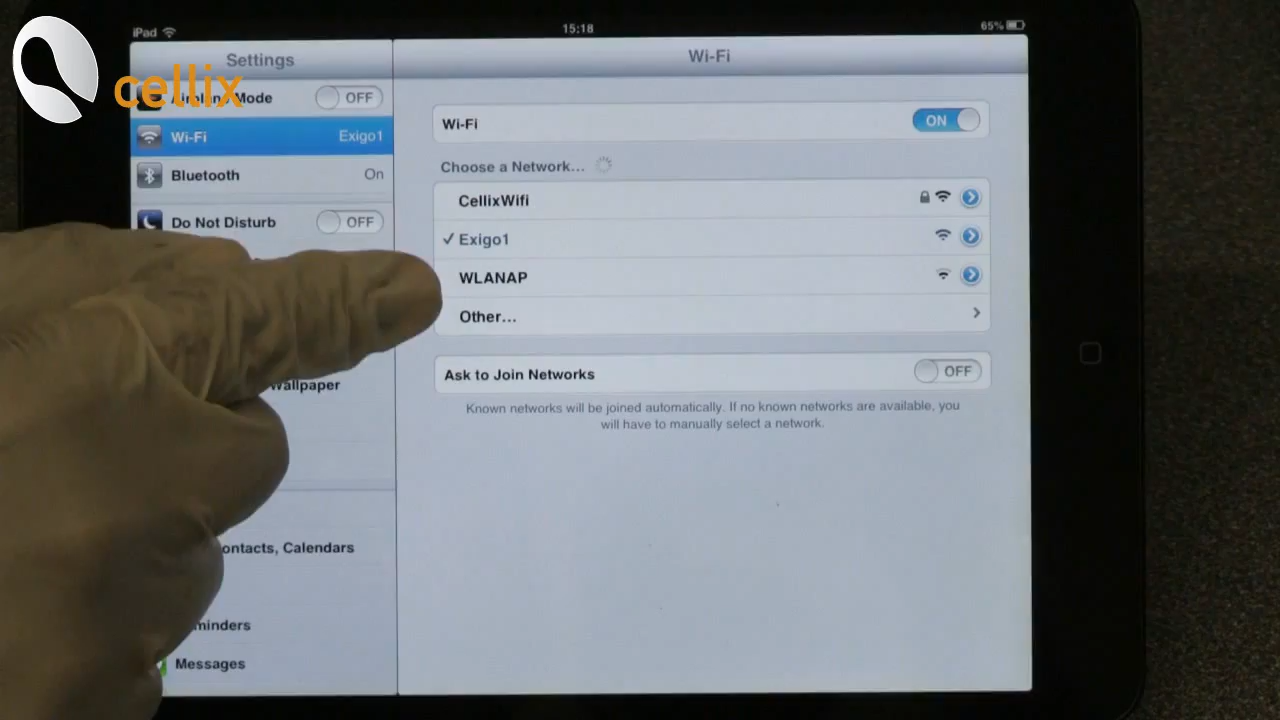 iPad 15:18 65%
cellix
Settings
Mode OFF
Wi-Fi Exigo1
Bluetooth On
Do Not Disturb OFF
Wallpaper
ontacts, Calendars
minders
Messages
Wi-Fi
Wi-Fi ON
Choose a Network...
CellixWifi
✓ Exigo1
WLANAP
Other...
Ask to Join Networks OFF
Known networks will be joined automatically. If no known networks are available, you
will have to manually select a network.